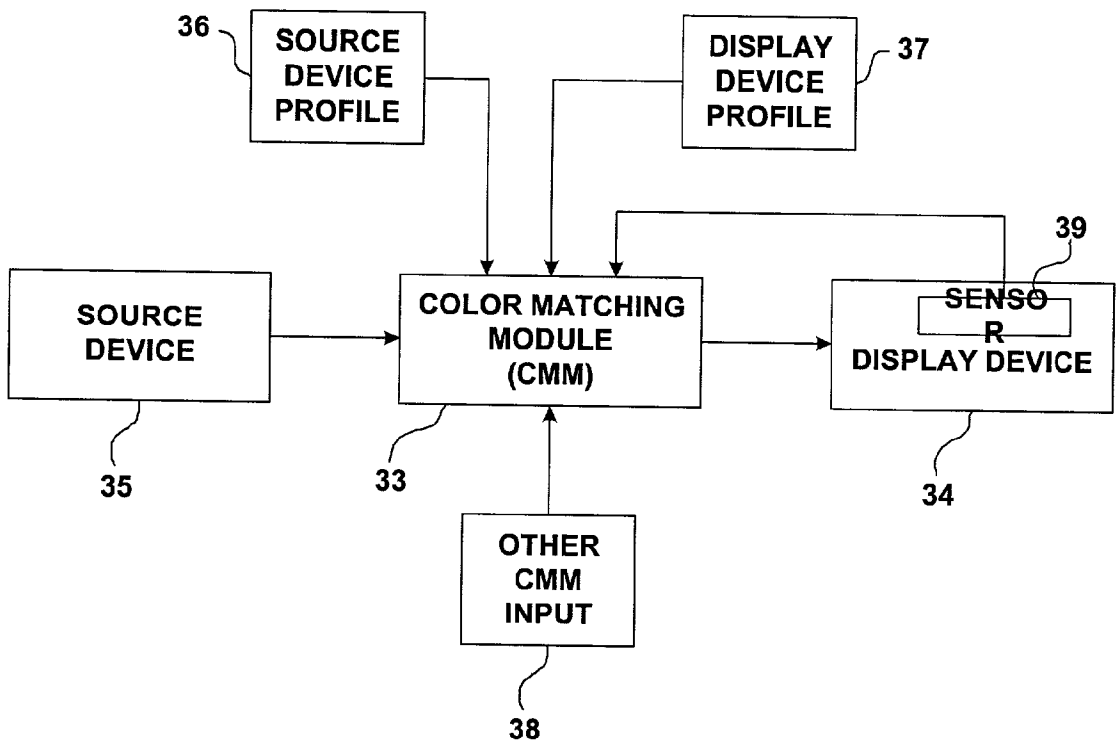 36
SOURCE
DEVICE
PROFILE
DISPLAY
DEVICE
PROFILE
37
39
SOURCE
DEVICE
COLOR MATCHING
MODULE
(CMM)
SENSO
R
DISPLAY DEVICE
35
33
34
OTHER
CMM
INPUT
38